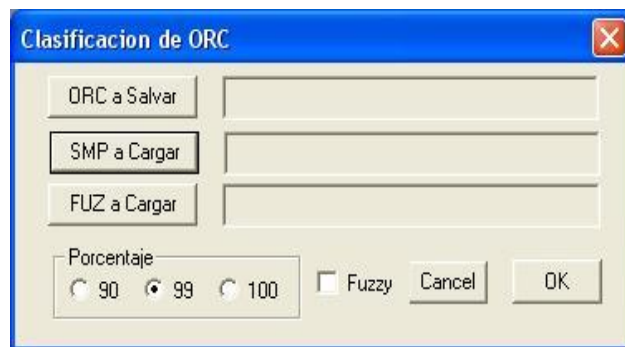 Clasificacion de ORC
ORC a Salvar
SMP a Cargar
FUZ a Cargar
Porcentaje
90 99 100 Fuzzy Cancel OK